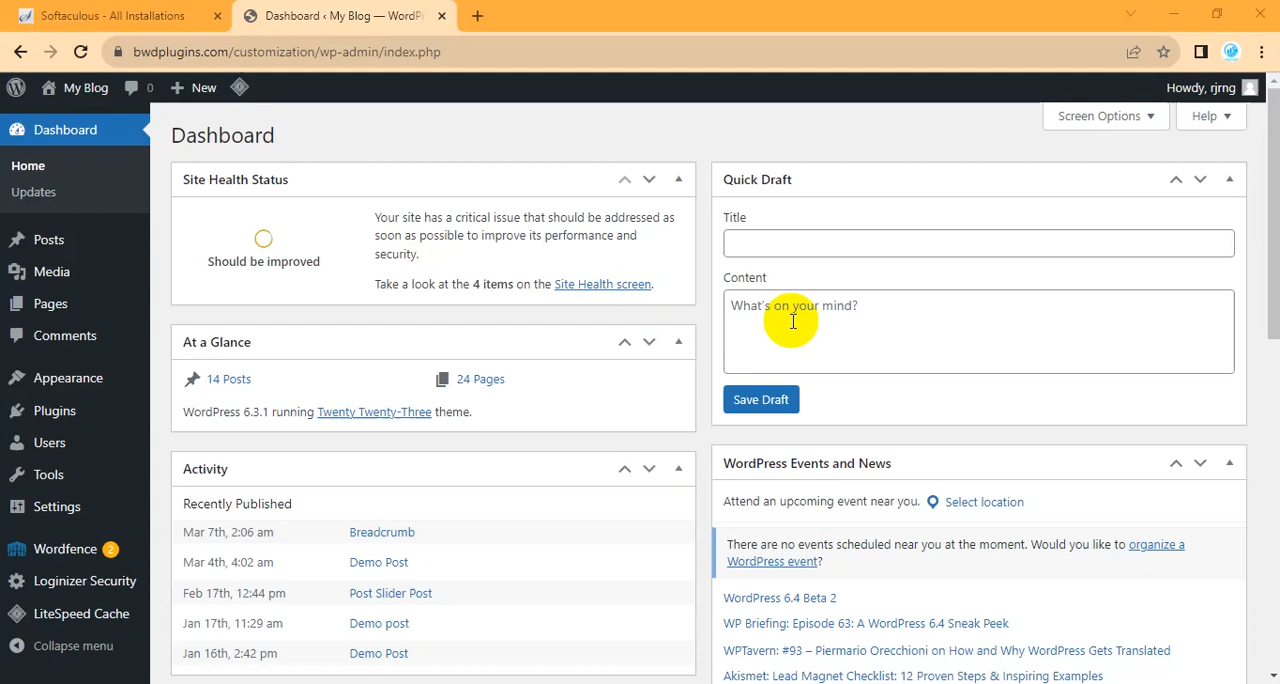 Softaculous - All Installations
Dashboard ‹ My Blog — WordPr
bwdplugins.com/customization/wp-admin/index.php
My Blog
0
New
Howdy, rjrng
Dashboard
Home
Updates
Posts
Media
Pages
Comments
Appearance
Plugins
Users
Tools
Settings
Wordfence 2
Loginizer Security
LiteSpeed Cache
Collapse menu
Screen Options
Help
Dashboard
Site Health Status
Should be improved
Your site has a critical issue that should be addressed as
soon as possible to improve its performance and
security.
Take a look at the 4 items on the Site Health screen.
At a Glance
14 Posts
24 Pages
WordPress 6.3.1 running Twenty Twenty-Three theme.
Activity
Recently Published
Mar 7th, 2:06 am Breadcrumb
Mar 4th, 4:02 am Demo Post
Feb 17th, 12:44 pm Post Slider Post
Jan 17th, 11:29 am Demo post
Jan 16th, 2:42 pm Demo Post
Quick Draft
Title
Content
What's on your mind?
Save Draft
WordPress Events and News
Attend an upcoming event near you. Select location
There are no events scheduled near you at the moment. Would you like to organize a
WordPress event?
WordPress 6.4 Beta 2
WP Briefing: Episode 63: A WordPress 6.4 Sneak Peek
WPTavern: #93 – Piermario Orecchioni on How and Why WordPress Gets Translated
Akismet: Lead Magnet Checklist: 12 Proven Steps & Inspiring Examples